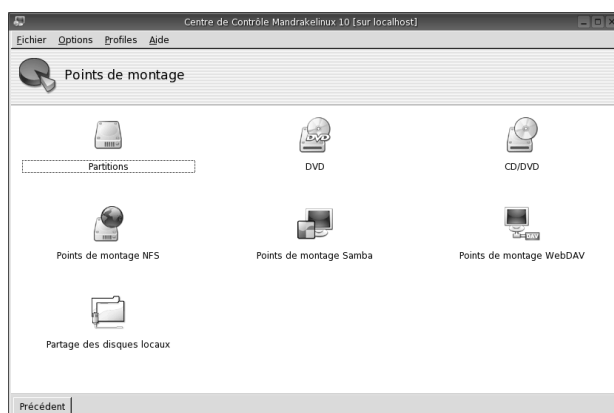 Centre de Contrôle Mandrakelinux 10 [sur localhost]
Fichier Options Profiles Aide
Points de montage
Partitions DVD CD/DVD
Points de montage NFS Points de montage Samba Points de montage WebDAV
Partage des disques locaux
Précédent